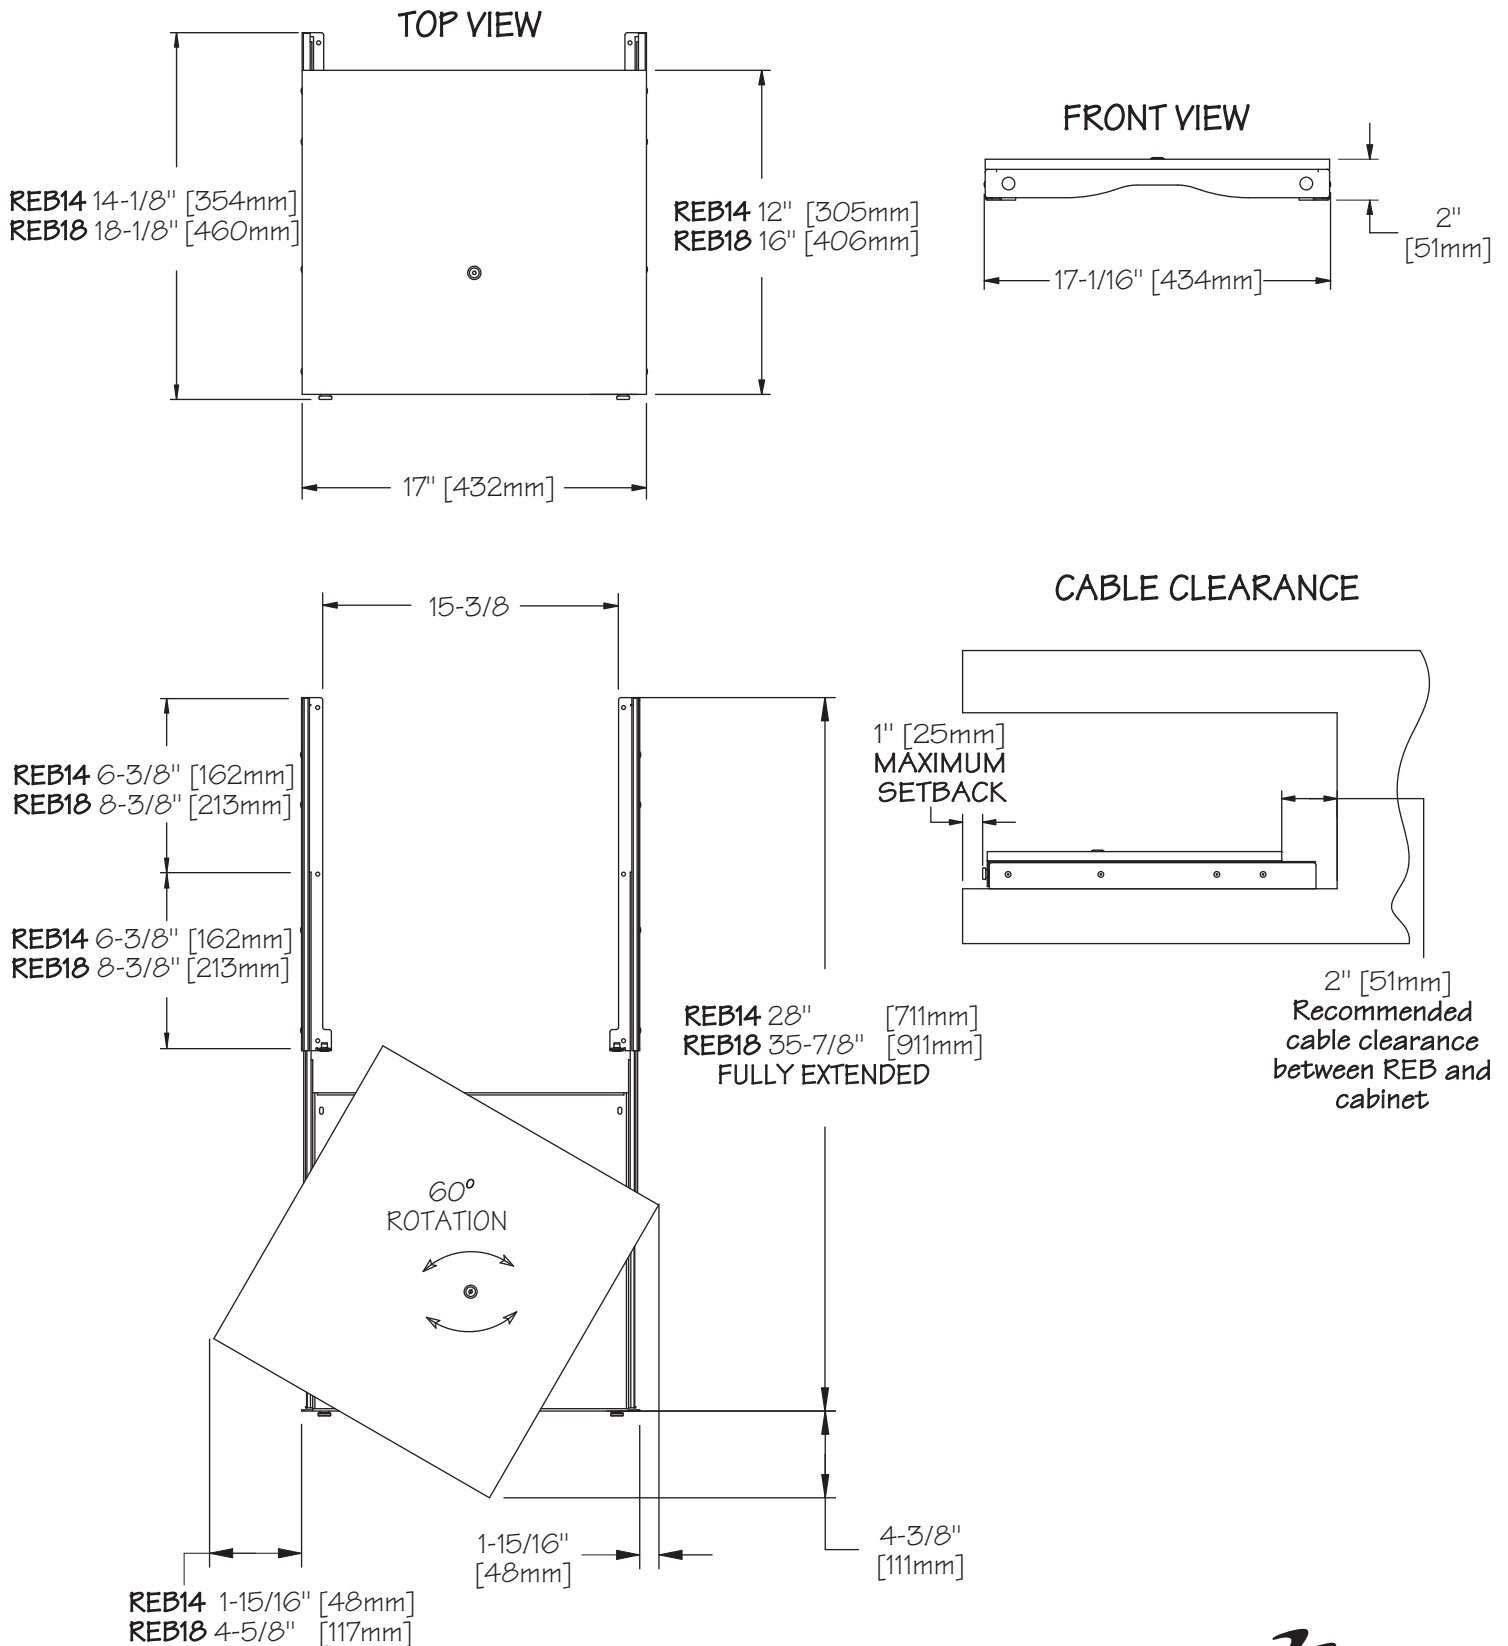 TOP VIEW
REB14 14-1/8" [354mm]
REB18 18-1/8" [460mm]
REB14 12" [305mm]
REB18 16" [406mm]
17" [432mm]
FRONT VIEW
2"
[51mm]
17-1/16" [434mm]
15-3/8
REB14 6-3/8" [162mm]
REB18 8-3/8" [213mm]
REB14 6-3/8" [162mm]
REB18 8-3/8" [213mm]
REB14 28" [711mm]
REB18 35-7/8" [911mm]
FULLY EXTENDED
60°
ROTATION
REB14 1-15/16" [48mm]
REB18 4-5/8" [117mm]
1-15/16"
[48mm]
4-3/8"
[111mm]
CABLE CLEARANCE
1" [25mm]
MAXIMUM
SETBACK
2" [51mm]
Recommended
cable clearance
between REB and
cabinet